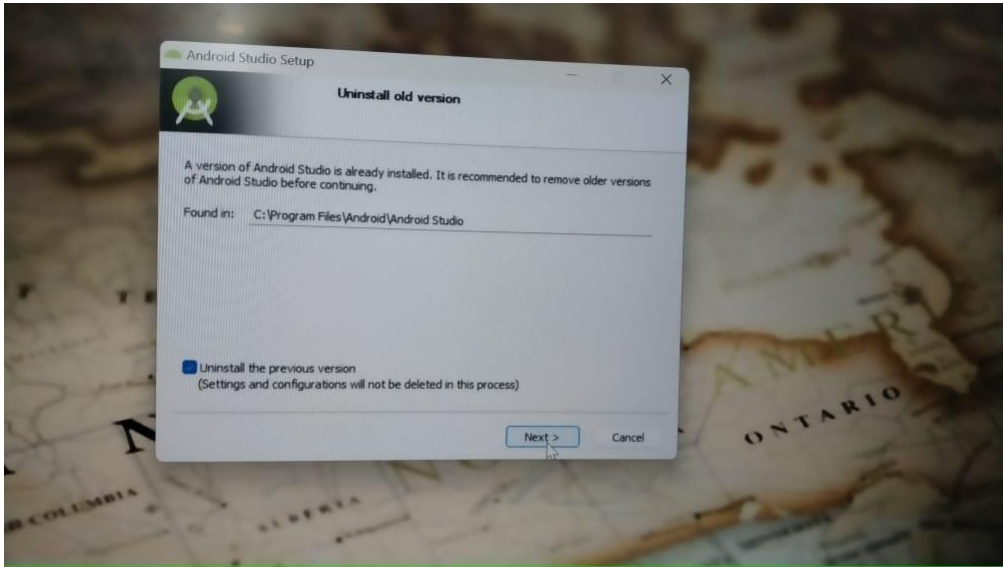 Android Studio Setup
Uninstall old version
A version of Android Studio is already installed. It is recommended to remove older versions
of Android Studio before continuing.
Found in: C:\Program Files\Android\Android Studio
Uninstall the previous version
(Settings and configurations will not be deleted in this process)
Next > Cancel
AMER
ONTARIO
COLUMBIA
ALBERTA